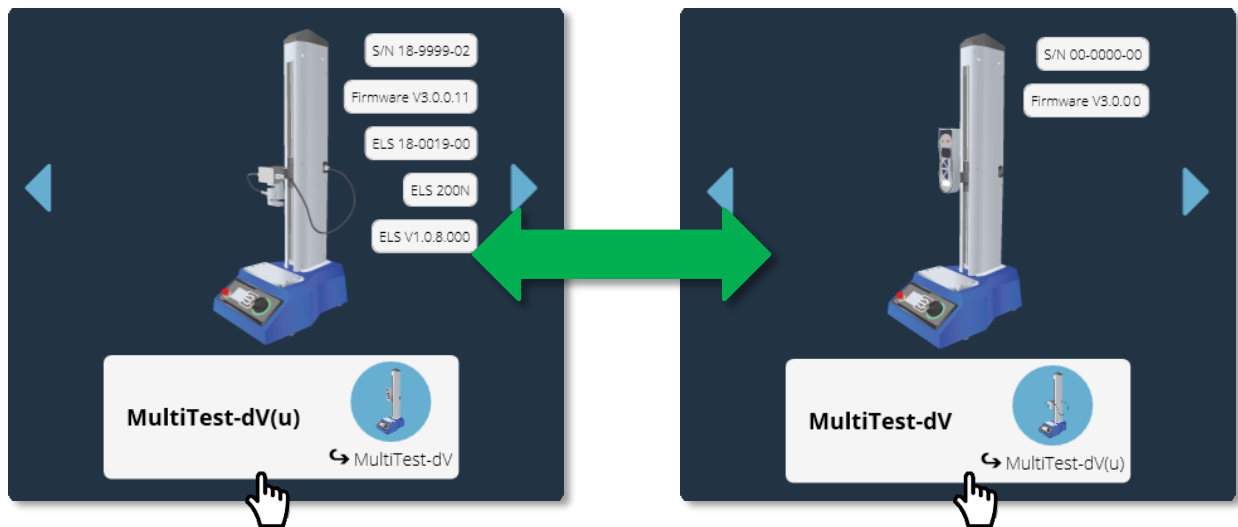 S/N 18-9999-02
Firmware V3.0.0.11
ELS 18-0019-00
ELS 200N
ELS V1.0.8.000
MultiTest-dV(u)
MultiTest-dV
S/N 00-0000-00
Firmware V3.0.0.0
MultiTest-dV
MultiTest-dV(u)